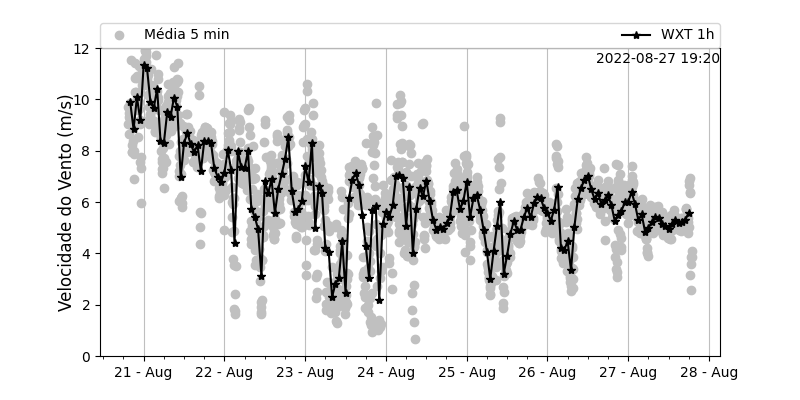 Média 5 min
WXT 1h
2022-08-27 19:20
Velocidade do Vento (m/s)
12
10
8
6
4
2
0
21 - Aug
22 - Aug
23 - Aug
24 - Aug
25 - Aug
26 - Aug
27 - Aug
28 - Aug